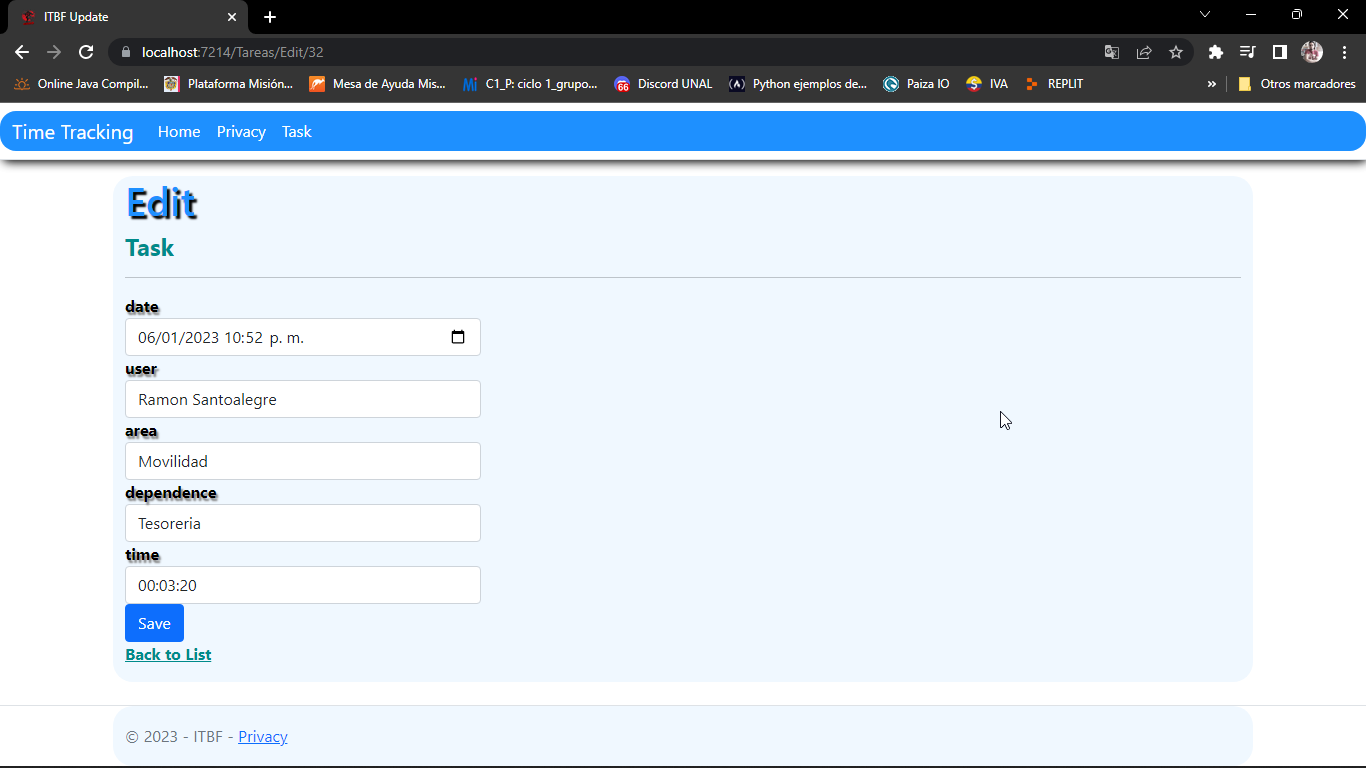 ITBF Update
localhost:7214/Tareas/Edit/32
Online Java Compil... Plataforma Misión... Mesa de Ayuda Mis... C1_P: ciclo 1_grupo... Discord UNAL Python ejemplos de... Paiza IO IVA REPLIT » Otros marcadores
Time Tracking Home Privacy Task
Edit
Task
date
06/01/2023 10:52 p. m.
user
Ramon Santoalegre
area
Movilidad
dependence
Tesoreria
time
00:03:20
Save
Back to List
© 2023 - ITBF - Privacy